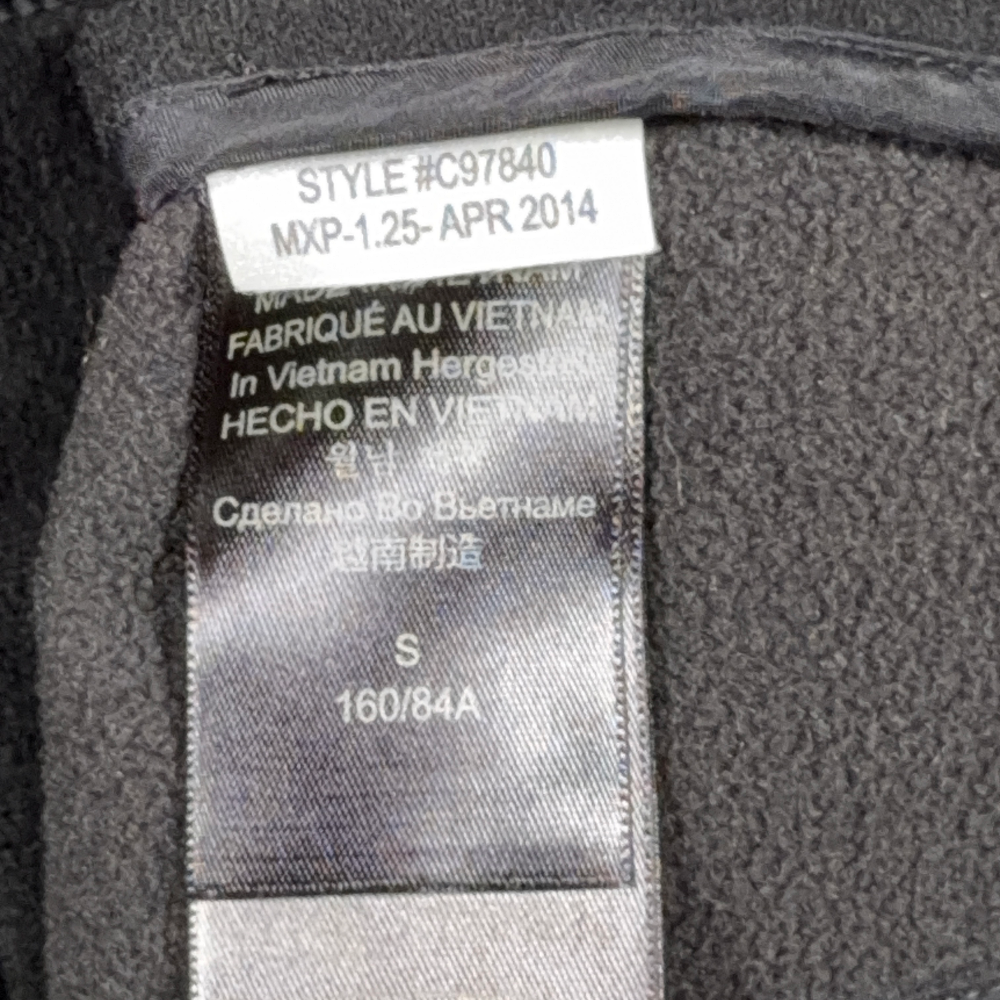 STYLE #C97840
MXP-1.25- APR 2014
MADE
FABRIQUÉ AU VIETNAM
In Vietnam Hergestellt
HECHO EN VIETNAM
Сделано Во Вьетнаме
越南制造
S
160/84A